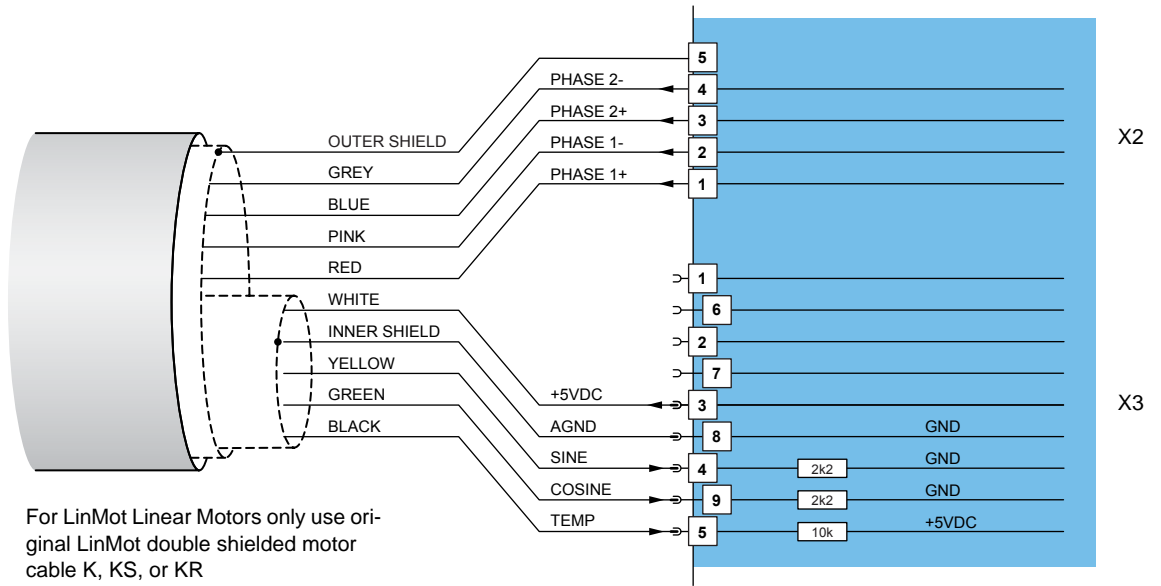 5
PHASE 2- 4
PHASE 2+ 3
OUTER SHIELD PHASE 1- 2 X2
GREY PHASE 1+ 1
BLUE
PINK
RED 1
WHITE 6
INNER SHIELD 2
YELLOW 7
GREEN +5VDC 3 X3
BLACK AGND 8 GND
SINE 4 2k2 GND
COSINE 9 2k2 GND
TEMP 5 10k +5VDC
For LinMot Linear Motors only use ori-
ginal LinMot double shielded motor
cable K, KS, or KR